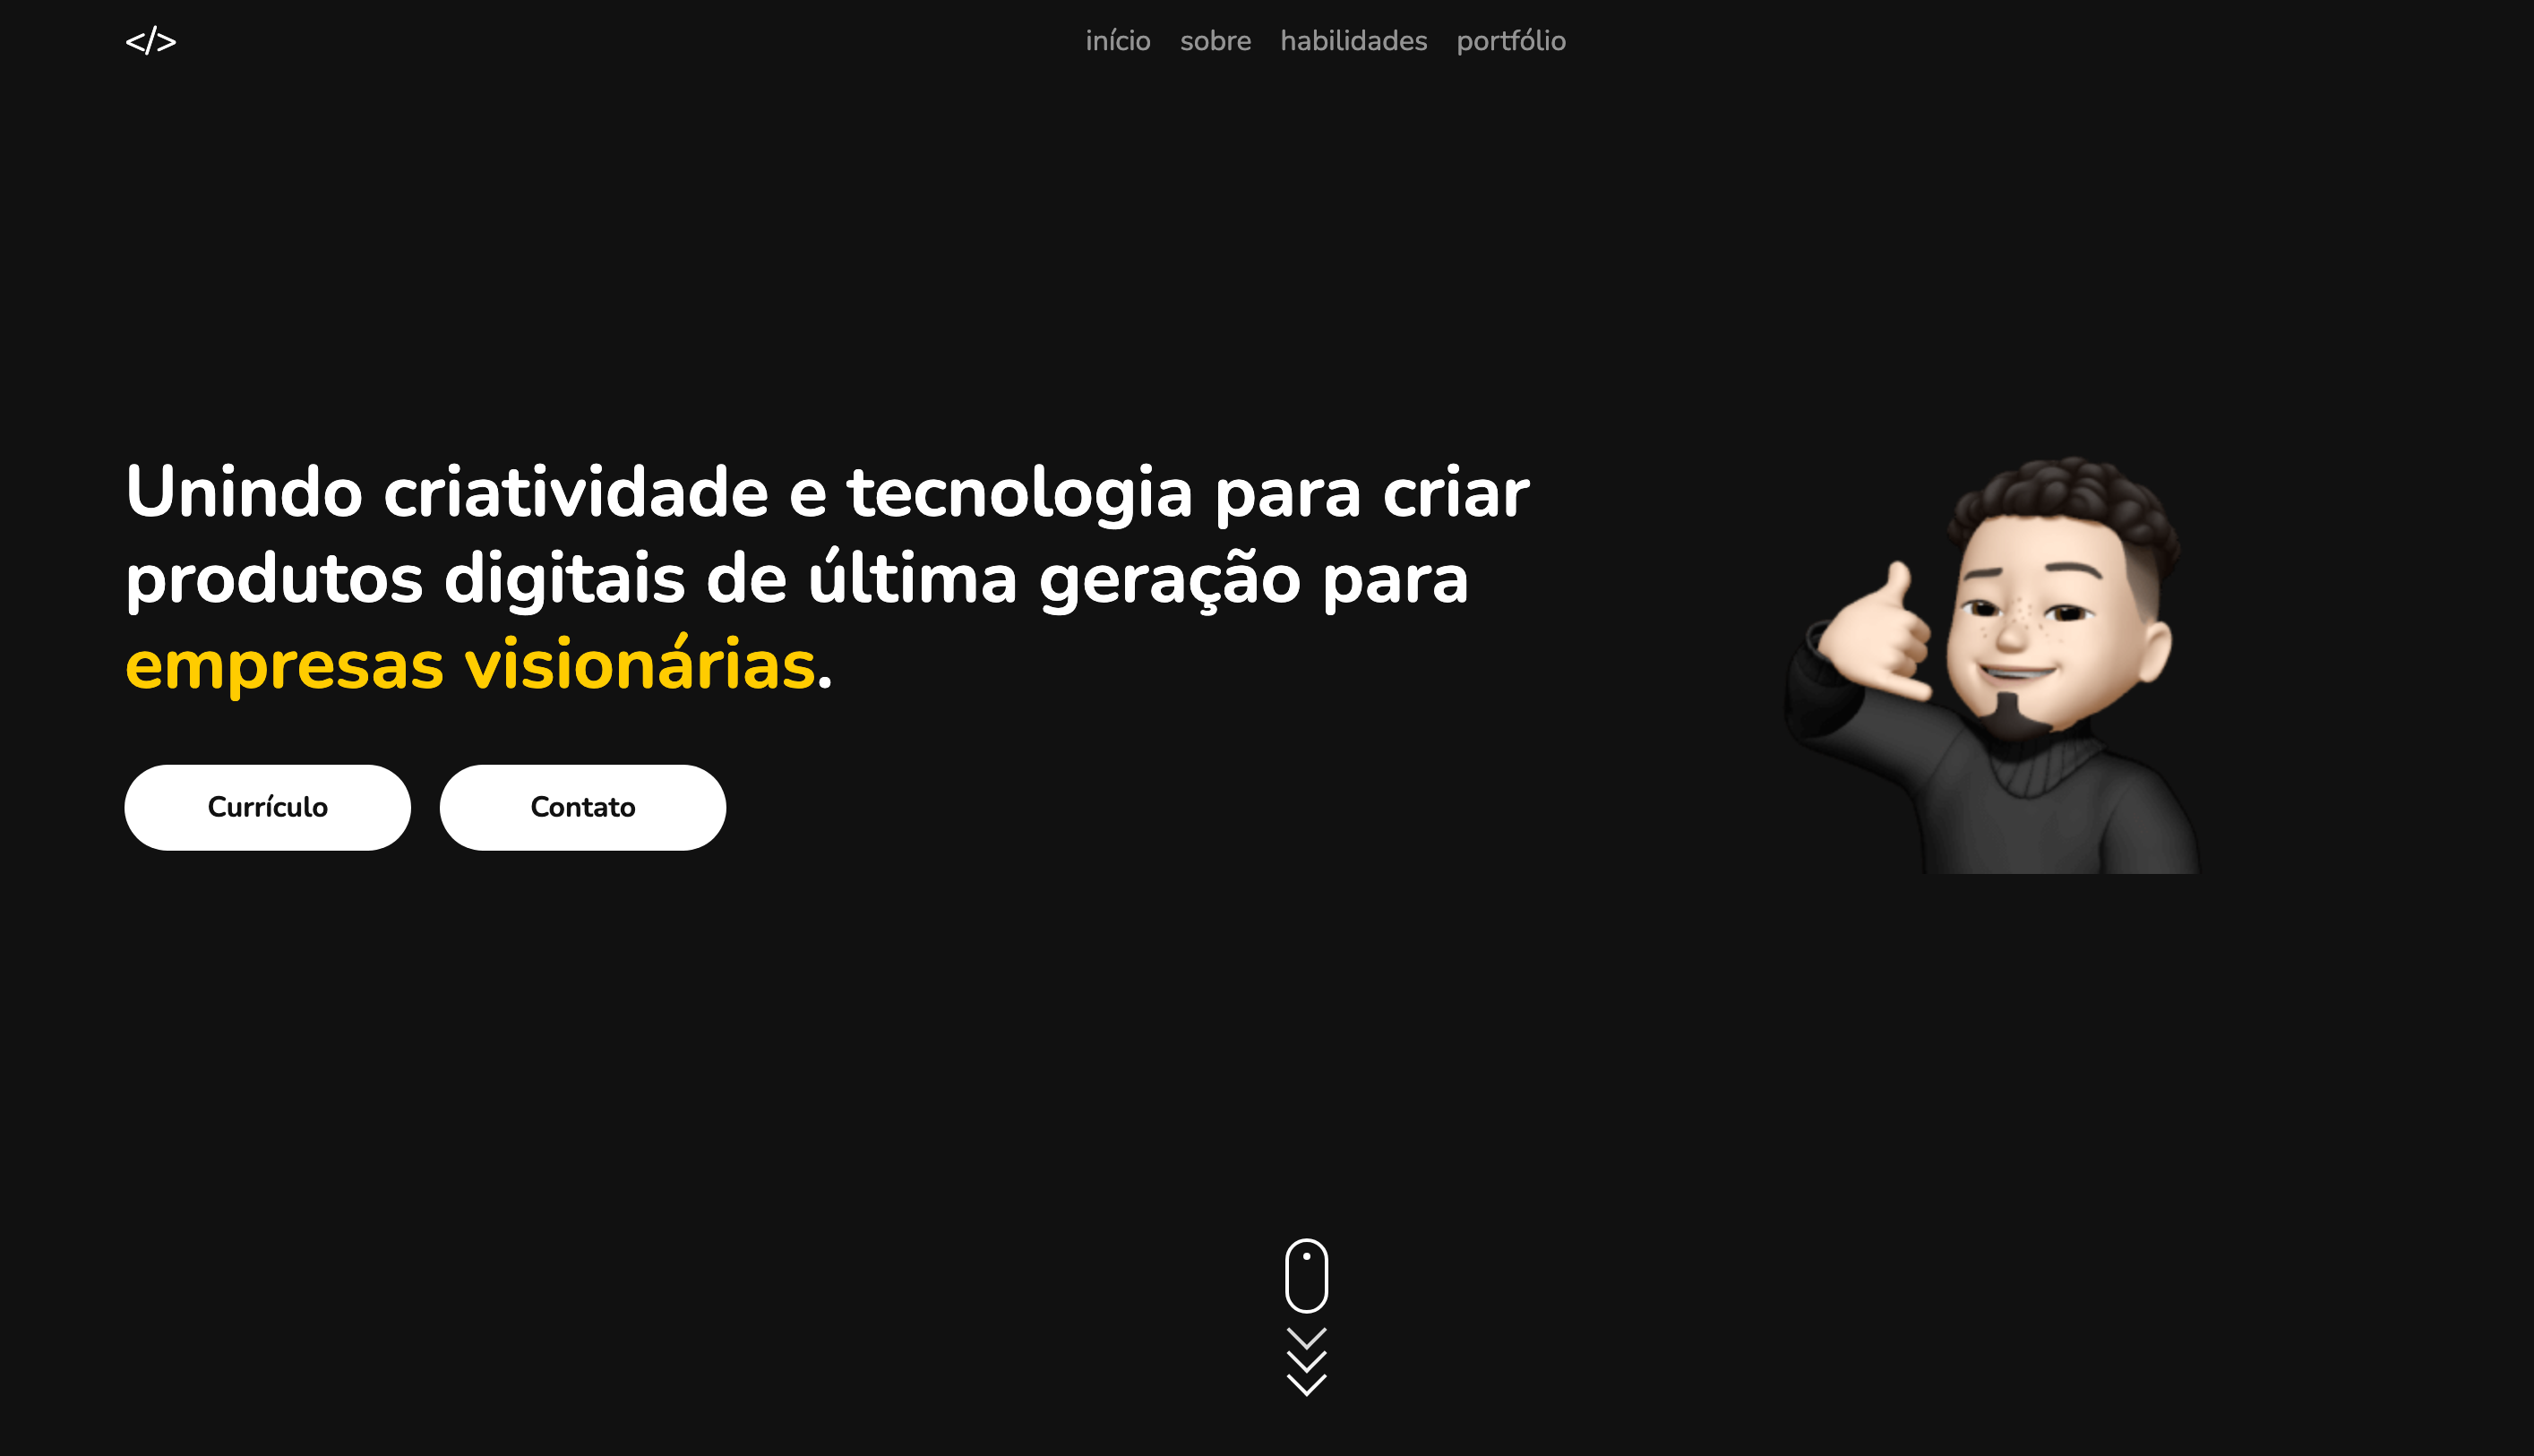 </>
início sobre habilidades portfólio
Unindo criatividade e tecnologia para criar
produtos digitais de última geração para
empresas visionárias.
Currículo Contato